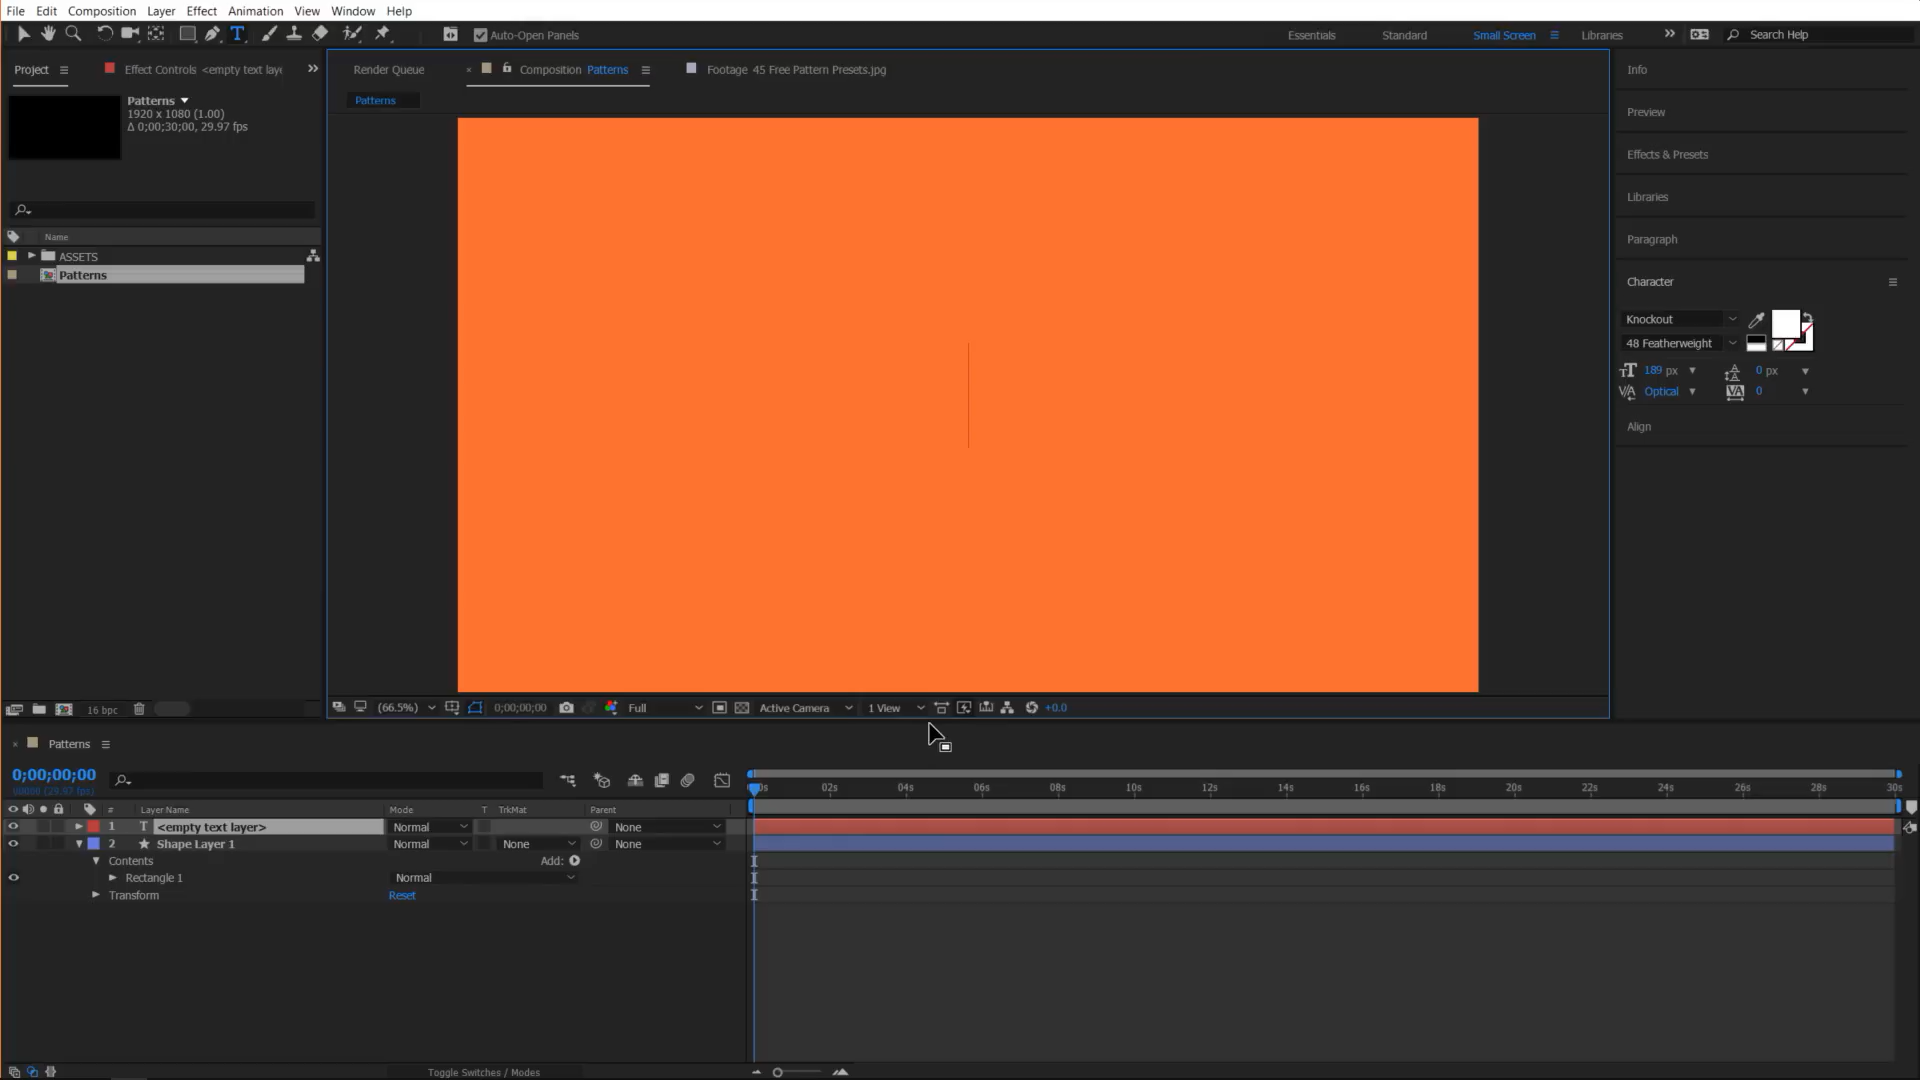 File Edit Composition Layer Effect Animation View Window Help
Auto-Open Panels
Essentials
Standard
Small Screen
Libraries
Search Help
Project
Effect Controls <empty text lay
Render Queue
Composition Patterns
Footage 45 Free Pattern Presets.jpg
Info
Patterns
1920 x 1080 (1.00)
Δ 0;00;30;00, 29.97 fps
Patterns
Preview
Effects & Presets
Libraries
Paragraph
Name
ASSETS
Patterns
Character
Knockout
48 Featherweight
189 px
0 px
Optical
0
Align
16 bpc
(66.5%)
0;00;00;00
Full
Active Camera
1 View
+0.0
Patterns
0;00;00;00
00000 (29.97 fps)
02s 04s 06s 08s 10s 12s 14s 16s 18s 20s 22s 24s 26s 28s 30s
# Layer Name Mode T TrkMat Parent
1 T <empty text layer> Normal None
2 Shape Layer 1 Normal None None
Contents Add:
Rectangle 1 Normal
Transform Reset
Toggle Switches / Modes